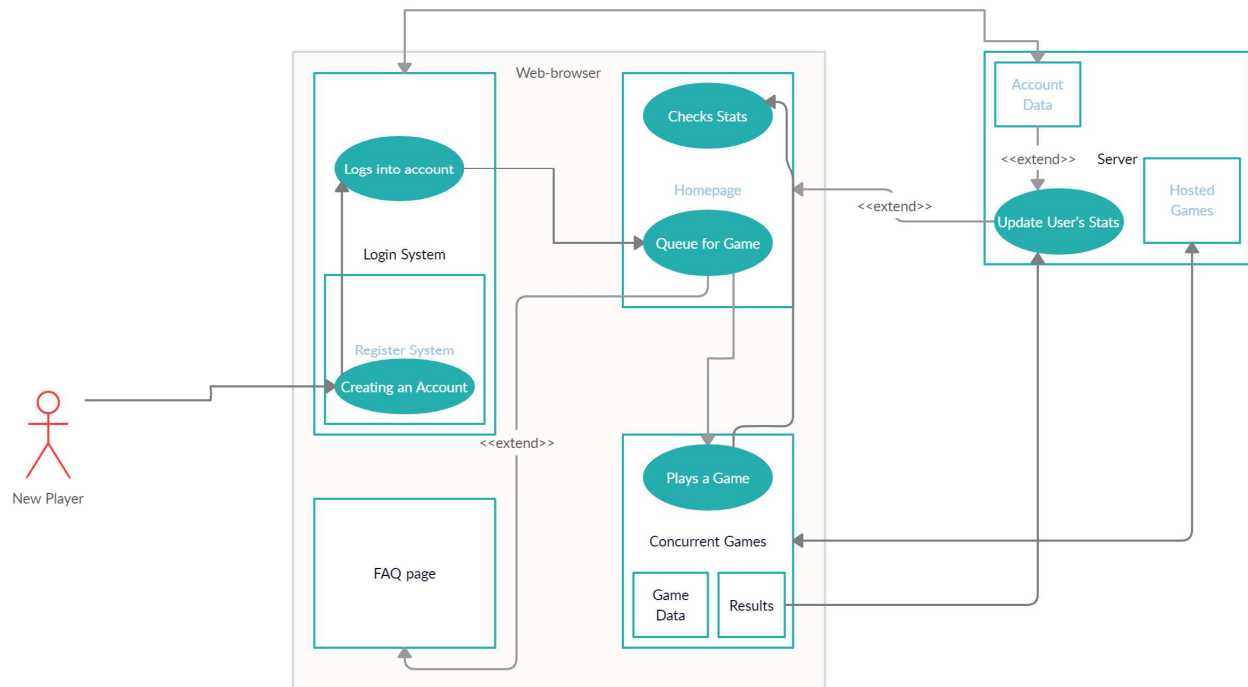 Web-browser
Checks Stats
Account
Data
<<extend>>
Server
Logs into account
Homepage
Hosted
Games
<<extend>>
Update User's Stats
Queue for Game
Login System
Register System
Creating an Account
<<extend>>
New Player
Plays a Game
Concurrent Games
FAQ page
Game
Data
Results